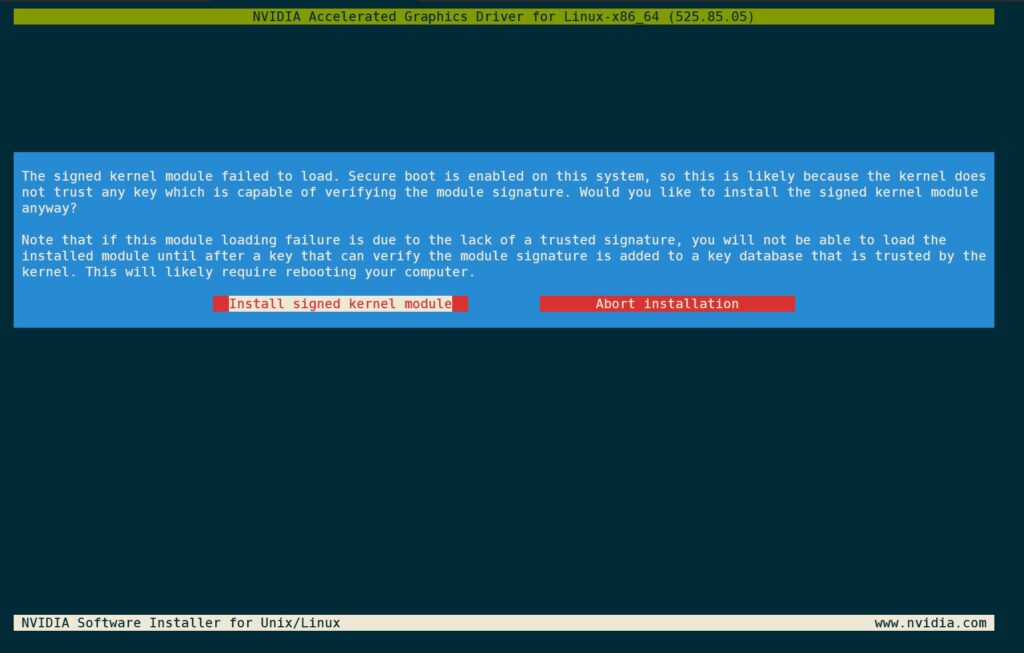 NVIDIA Accelerated Graphics Driver for Linux-x86_64 (525.85.05)
The signed kernel module failed to load. Secure boot is enabled on this system, so this is likely because the kernel does
not trust any key which is capable of verifying the module signature. Would you like to install the signed kernel module
anyway?
Note that if this module loading failure is due to the lack of a trusted signature, you will not be able to load the
installed module until after a key that can verify the module signature is added to a key database that is trusted by the
kernel. This will likely require rebooting your computer.
Install signed kernel module Abort installation
NVIDIA Software Installer for Unix/Linux www.nvidia.com